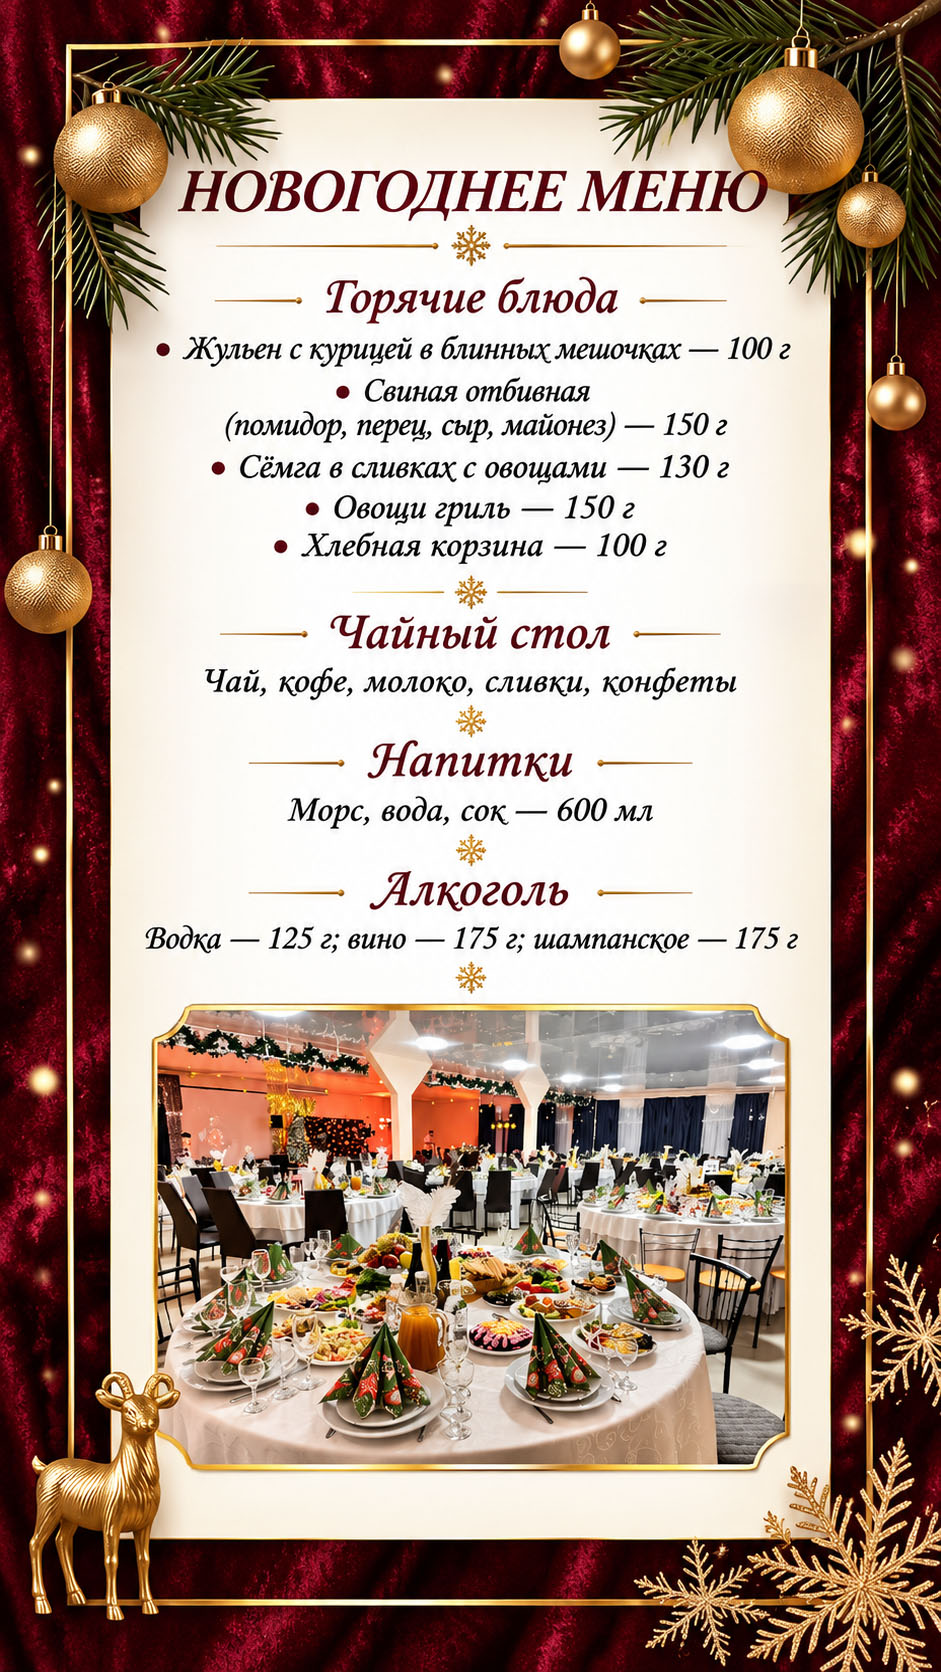 НОВОГОДНЕЕ МЕНЮ
Горячие блюда
• Жульен с курицей в блинных мешочках — 100 г
• Свиная отбивная
(помидор, перец, сыр, майонез) — 150 г
• Сёмга в сливках с овощами — 130 г
• Овощи гриль — 150 г
• Хлебная корзина — 100 г
Чайный стол
Чай, кофе, молоко, сливки, конфеты
Напитки
Морс, вода, сок — 600 мл
Алкоголь
Водка — 125 г; вино — 175 г; шампанское — 175 г